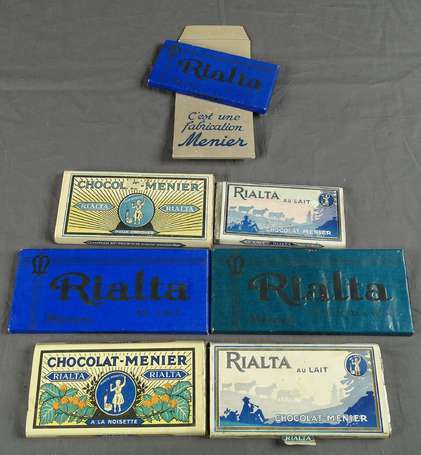 Rialta
C'est une
fabrication
Menier
CHOCOLAT-MENIER
RIALTA RIALTA
RIALTA
AU LAIT
CHOCOLAT MENIER
Rialta
Rialta
CHOCOLAT-MENIER
RIALTA RIALTA
A LA NOISETTE
RIALTA
AU LAIT
CHOCOLAT-MENIER
RIALTA